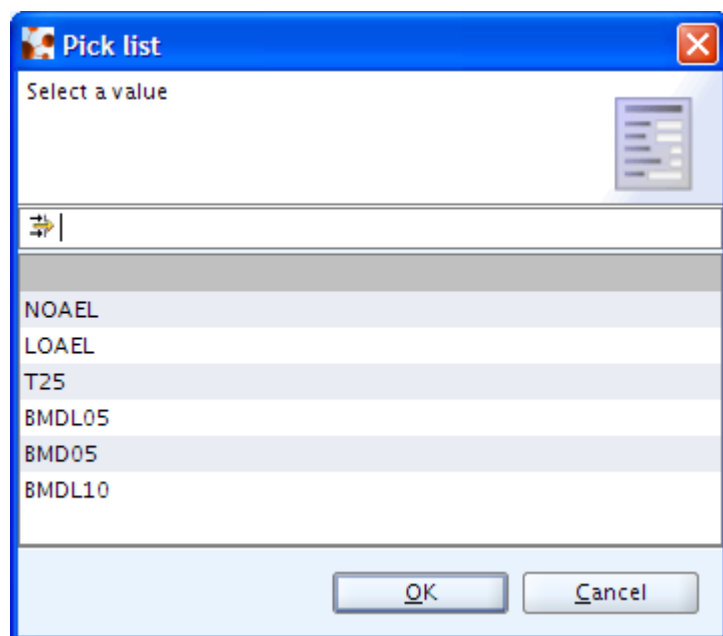 Pick list
Select a value
NOAEL
LOAEL
T25
BMDL05
BMD05
BMDL10
OK
Cancel